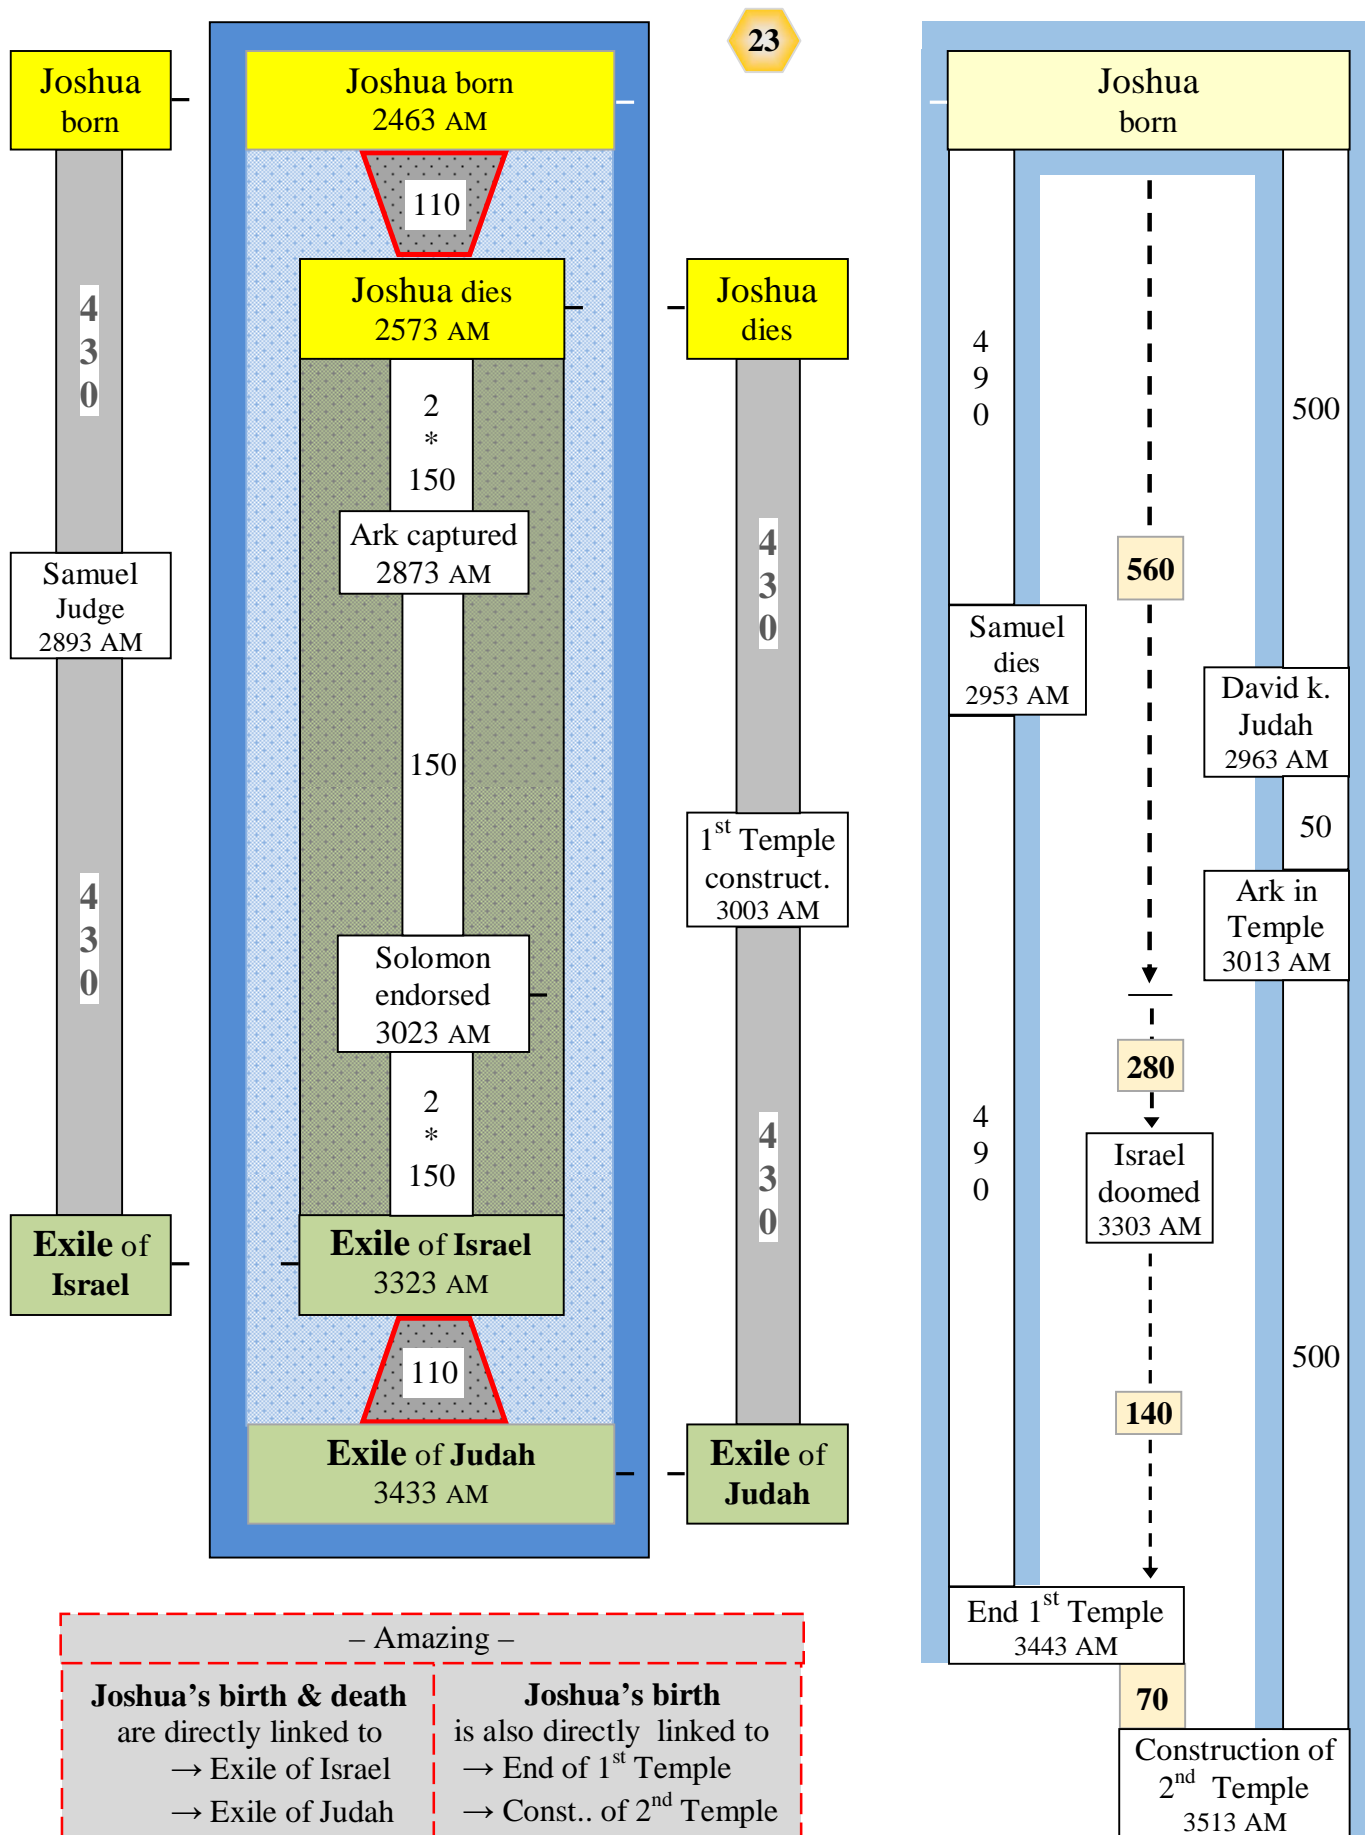 23
Joshua
born
4
3
0
Samuel
Judge
2893 AM
4
3
0
Exile of
Israel
Joshua born
2463 AM
110
Joshua dies
2573 AM
2
*
150
Ark captured
2873 AM
150
Solomon
endorsed
3023 AM
2
*
150
Exile of Israel
3323 AM
110
Exile of Judah
3433 AM
Joshua
dies
4
3
0
1st Temple
construct.
3003 AM
4
3
0
Exile of
Judah
Joshua
born
4
9
0
Samuel
dies
2953 AM
4
9
0
End 1st Temple
3443 AM
560
280
Israel
doomed
3303 AM
140
70
500
David k.
Judah
2963 AM
50
Ark in
Temple
3013 AM
500
Construction of
2nd Temple
3513 AM
– Amazing –
Joshua’s birth & death
are directly linked to
→ Exile of Israel
→ Exile of Judah
Joshua’s birth
is also directly linked to
→ End of 1st Temple
→ Const.. of 2nd Temple